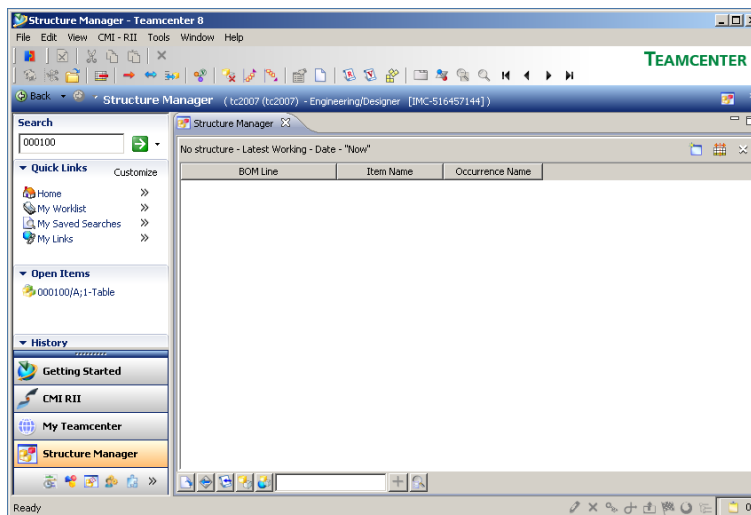 Structure Manager - Teamcenter 8
File Edit View CMI - RII Tools Window Help
TEAMCENTER
Back Structure Manager ( tc2007 (tc2007) - Engineering/Designer [IMC-516457144] )
Search
000100
Quick Links Customize
Home
My Worklist
My Saved Searches
My Links
Open Items
000100/A;1-Table
History
Getting Started
CMI RII
My Teamcenter
Structure Manager
Structure Manager
No structure - Latest Working - Date - "Now"
BOM Line Item Name Occurrence Name
Ready